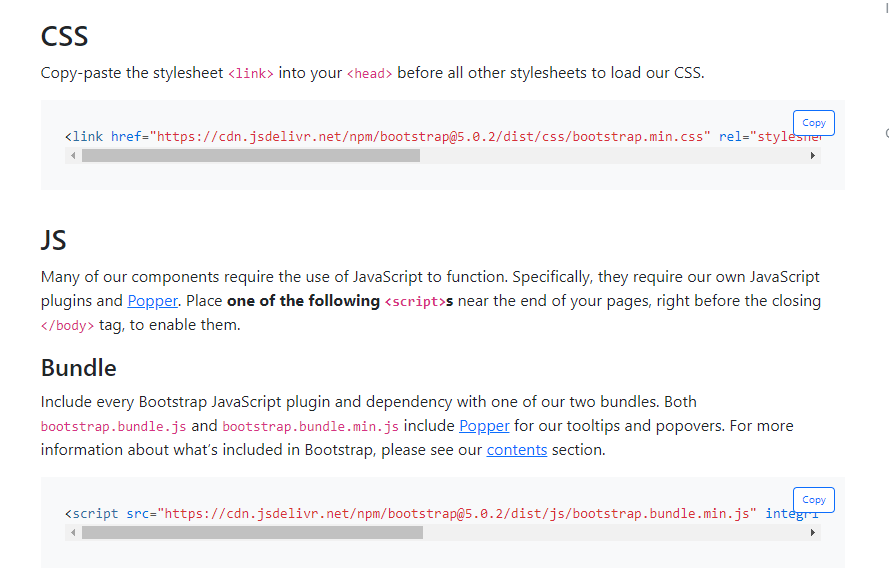 CSS
Copy-paste the stylesheet <link> into your <head> before all other stylesheets to load our CSS.
Copy
<link href="https://cdn.jsdelivr.net/npm/bootstrap@5.0.2/dist/css/bootstrap.min.css" rel="styleshe
JS
Many of our components require the use of JavaScript to function. Specifically, they require our own JavaScript
plugins and Popper. Place one of the following <script>s near the end of your pages, right before the closing
</body> tag, to enable them.
Bundle
Include every Bootstrap JavaScript plugin and dependency with one of our two bundles. Both
bootstrap.bundle.js and bootstrap.bundle.min.js include Popper for our tooltips and popovers. For more
information about what’s included in Bootstrap, please see our contents section.
Copy
<script src="https://cdn.jsdelivr.net/npm/bootstrap@5.0.2/dist/js/bootstrap.bundle.min.js" integri